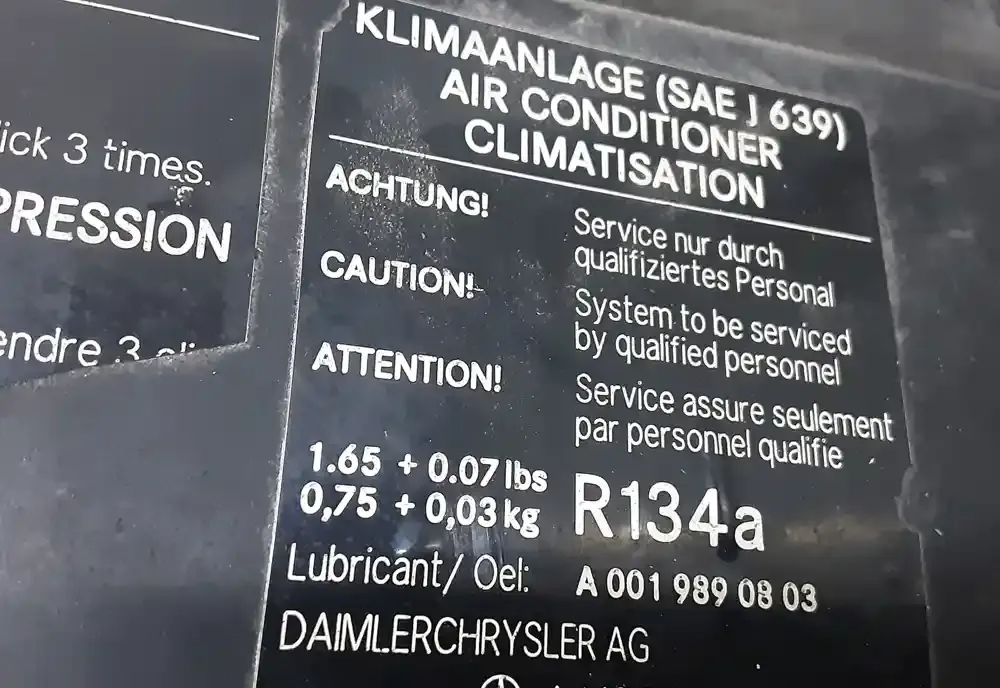 ick 3 times.
PRESSION
endre 3
KLIMAANLAGE (SAE J 639)
AIR CONDITIONER
CLIMATISATION
ACHTUNG!
Service nur durch
qualifiziertes Personal
CAUTION!
System to be serviced
by qualified personnel
ATTENTION!
Service assure seulement
par personnel qualifie
1.65 + 0.07 lbs
0,75 + 0,03 kg
R134a
Lubricant/ Oel: A 001 989 08 03
DAIMLERCHRYSLER AG